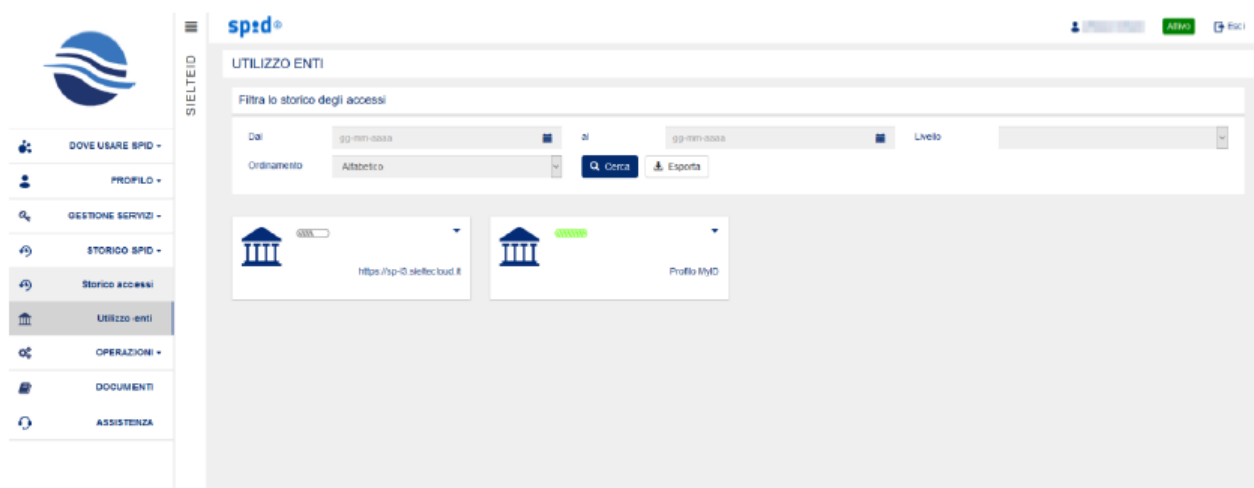 spid
Attivo
Esci
SIELTEID
UTILIZZO ENTI
Filtra lo storico degli accessi
Dal gg-mm-aaaa al gg-mm-aaaa Livello
Ordinamento Alfabetico Cerca Esporta
DOVE USARE SPID
PROFILO
GESTIONE SERVIZI
STORICO SPID
Storico accessi
Utilizzo enti
OPERAZIONI
DOCUMENTI
ASSISTENZA
https://sp-i3.sieltecloud.it
Profilo MyID